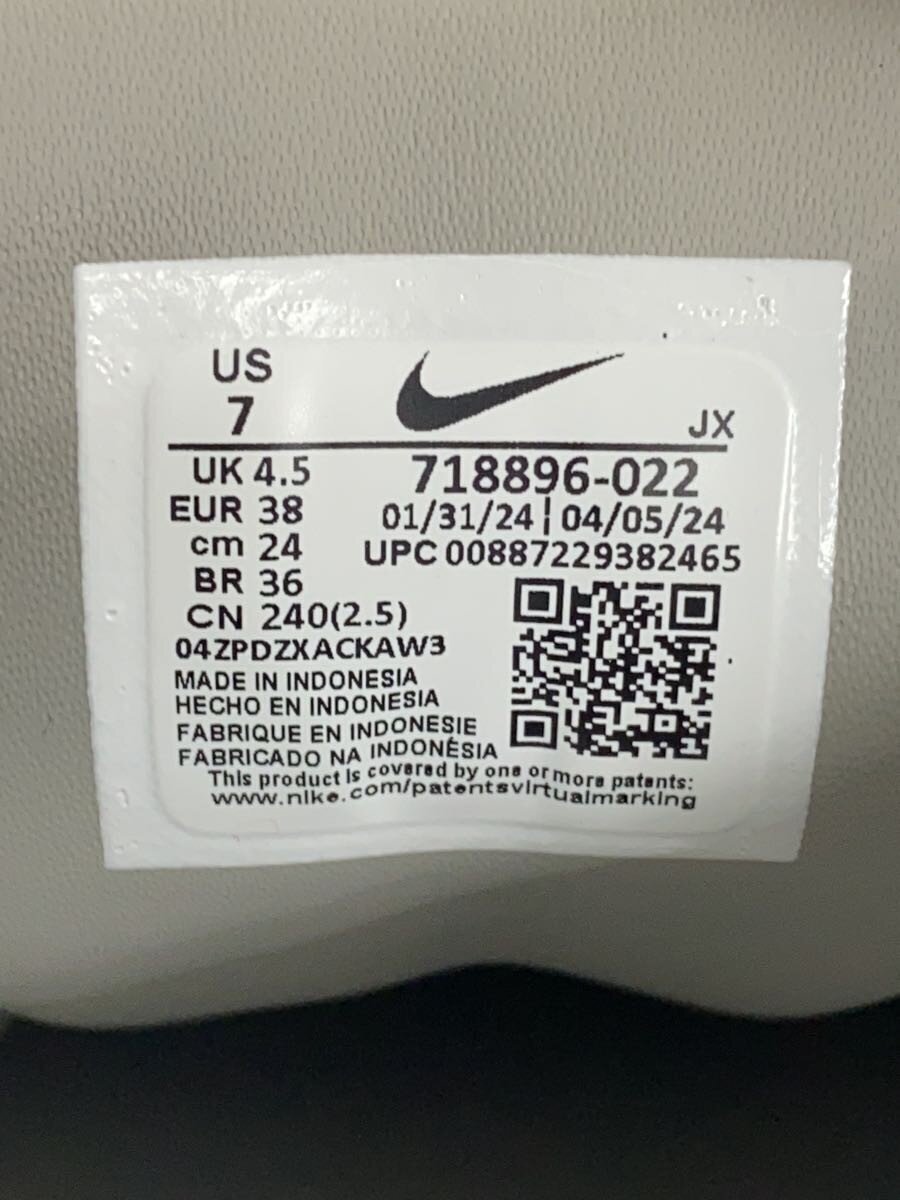 US
7
JX
UK 4.5
EUR 38
cm 24
BR 36
CN 240(2.5)
718896-022
01/31/24 | 04/05/24
UPC 00887229382465
04ZPDZXACKAW3
MADE IN INDONESIA
HECHO EN INDONESIA
FABRIQUE EN INDONESIE
FABRICADO NA INDONÉSIA
This product is covered by one or more patents:
www.nike.com/patentsvirtualmarking